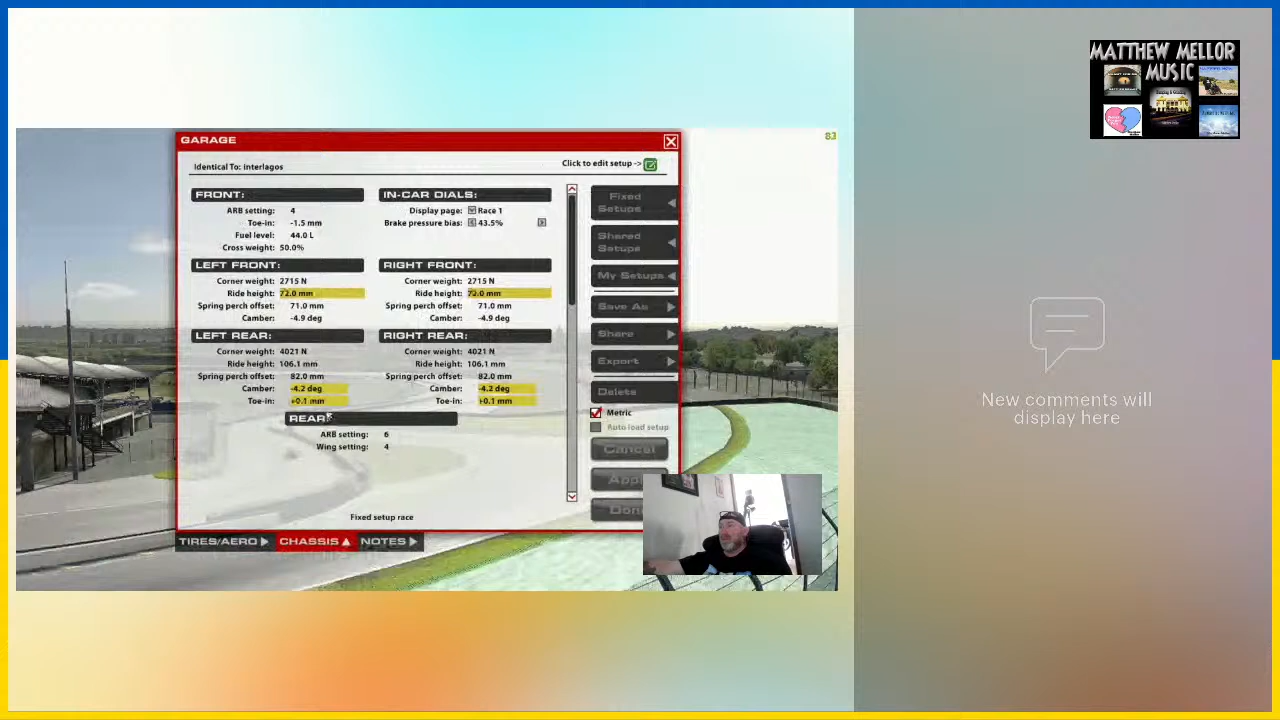 MATTHEW MELLOR
MUSIC
GARAGE
Identical To: interlagos
Click to edit setup ->
FRONT:
ARB setting: 4
Toe-in: -1.5 mm
Fuel level: 44.0 L
Cross weight: 50.0%
IN-CAR DIALS:
Display page: Race 1
Brake pressure bias: 43.5%
LEFT FRONT:
Corner weight: 2715 N
Ride height: 72.0 mm
Spring perch offset: 71.0 mm
Camber: -4.9 deg
RIGHT FRONT:
Corner weight: 2715 N
Ride height: 72.0 mm
Spring perch offset: 71.0 mm
Camber: -4.9 deg
LEFT REAR:
Corner weight: 4021 N
Ride height: 106.1 mm
Spring perch offset: 82.0 mm
Camber: -4.2 deg
Toe-in: +0.1 mm
RIGHT REAR:
Corner weight: 4021 N
Ride height: 106.1 mm
Spring perch offset: 82.0 mm
Camber: -4.2 deg
Toe-in: +0.1 mm
REAR:
ARB setting: 6
Wing setting: 4
Fixed setup race
Fixed
Setups
Shared
Setups
My Setups
Save As
Share
Export
Delete
Metric
Auto load setup
Cancel
TIRES/AERO
CHASSIS
NOTES
New comments will
display here